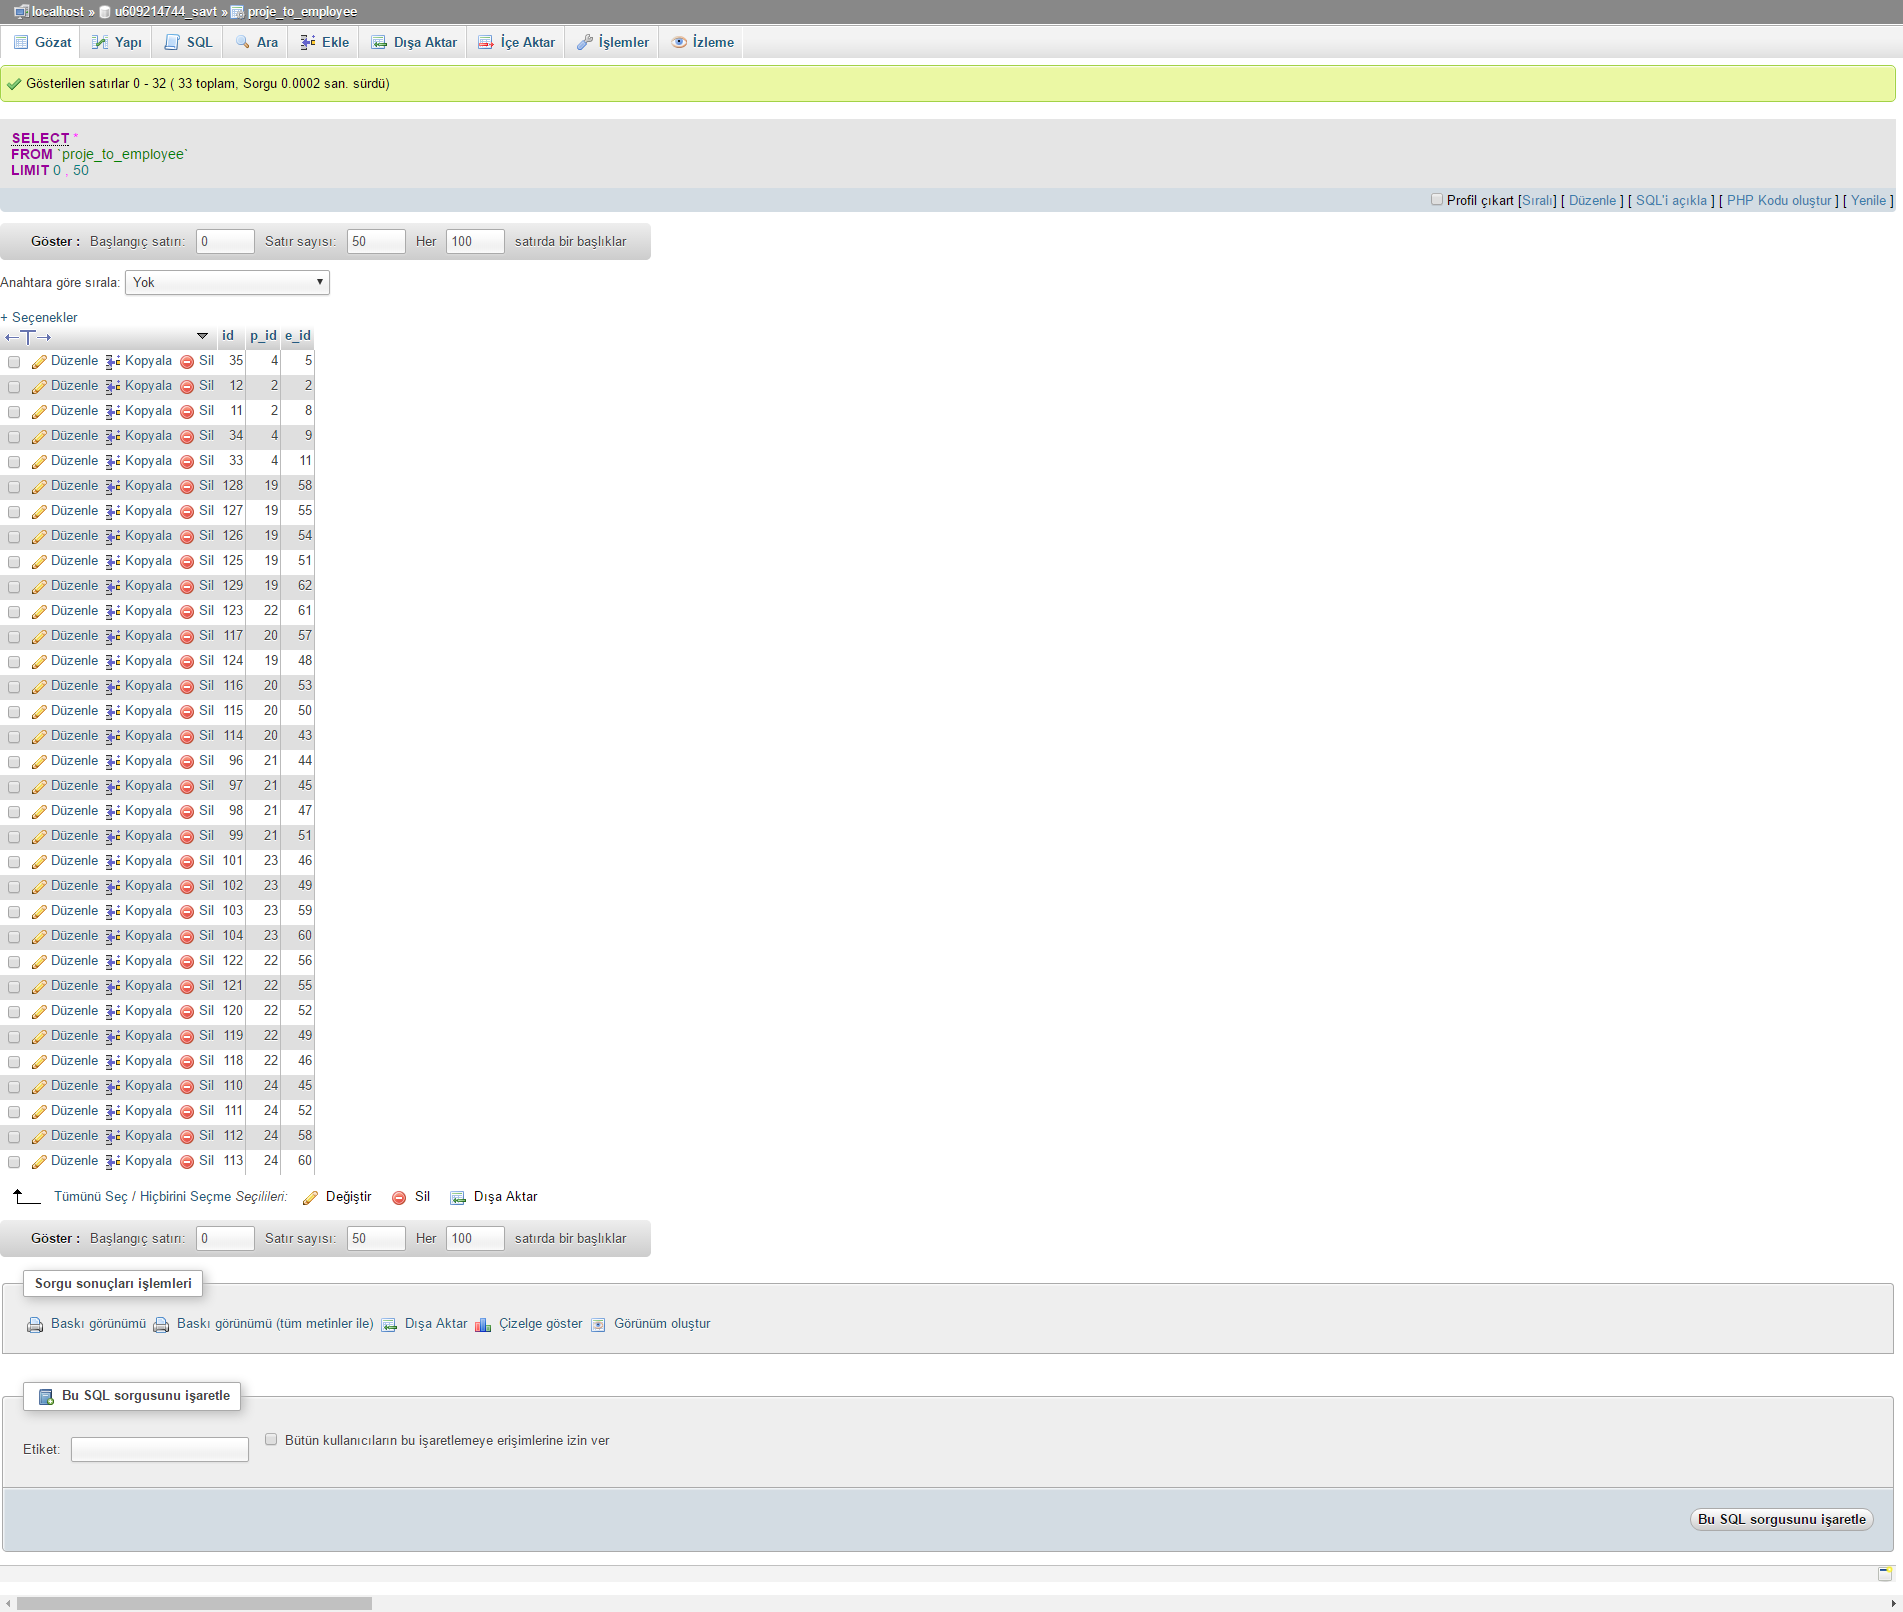 localhost » u609214744_savt » proje_to_employee
Gözat Yapı SQL Ara Ekle Dışa Aktar İçe Aktar İşlemler İzleme
Gösterilen satırlar 0 - 32 ( 33 toplam, Sorgu 0.0002 san. sürdü)
SELECT *
FROM `proje_to_employee`
LIMIT 0 , 50
Profil çıkart [Sıralı] [ Düzenle ] [ SQL'i açıkla ] [ PHP Kodu oluştur ] [ Yenile ]
Göster : Başlangıç satırı: 0 Satır sayısı: 50 Her 100 satırda bir başlıklar
Anahtara göre sırala: Yok
+ Seçenekler
←T→ id p_id e_id
Düzenle Kopyala Sil 35 4 5
Düzenle Kopyala Sil 12 2 2
Düzenle Kopyala Sil 11 2 8
Düzenle Kopyala Sil 34 4 9
Düzenle Kopyala Sil 33 4 11
Düzenle Kopyala Sil 128 19 58
Düzenle Kopyala Sil 127 19 55
Düzenle Kopyala Sil 126 19 54
Düzenle Kopyala Sil 125 19 51
Düzenle Kopyala Sil 129 19 62
Düzenle Kopyala Sil 123 22 61
Düzenle Kopyala Sil 117 20 57
Düzenle Kopyala Sil 124 19 48
Düzenle Kopyala Sil 116 20 53
Düzenle Kopyala Sil 115 20 50
Düzenle Kopyala Sil 114 20 43
Düzenle Kopyala Sil 96 21 44
Düzenle Kopyala Sil 97 21 45
Düzenle Kopyala Sil 98 21 47
Düzenle Kopyala Sil 99 21 51
Düzenle Kopyala Sil 101 23 46
Düzenle Kopyala Sil 102 23 49
Düzenle Kopyala Sil 103 23 59
Düzenle Kopyala Sil 104 23 60
Düzenle Kopyala Sil 122 22 56
Düzenle Kopyala Sil 121 22 55
Düzenle Kopyala Sil 120 22 52
Düzenle Kopyala Sil 119 22 49
Düzenle Kopyala Sil 118 22 46
Düzenle Kopyala Sil 110 24 45
Düzenle Kopyala Sil 111 24 52
Düzenle Kopyala Sil 112 24 58
Düzenle Kopyala Sil 113 24 60
Tümünü Seç / Hiçbirini Seçme Seçilileri: Değiştir Sil Dışa Aktar
Göster : Başlangıç satırı: 0 Satır sayısı: 50 Her 100 satırda bir başlıklar
Sorgu sonuçları işlemleri
Baskı görünümü Baskı görünümü (tüm metinler ile) Dışa Aktar Çizelge göster Görünüm oluştur
Bu SQL sorgusunu işaretle
Etiket: Bütün kullanıcıların bu işaretlemeye erişimlerine izin ver
Bu SQL sorgusunu işaretle